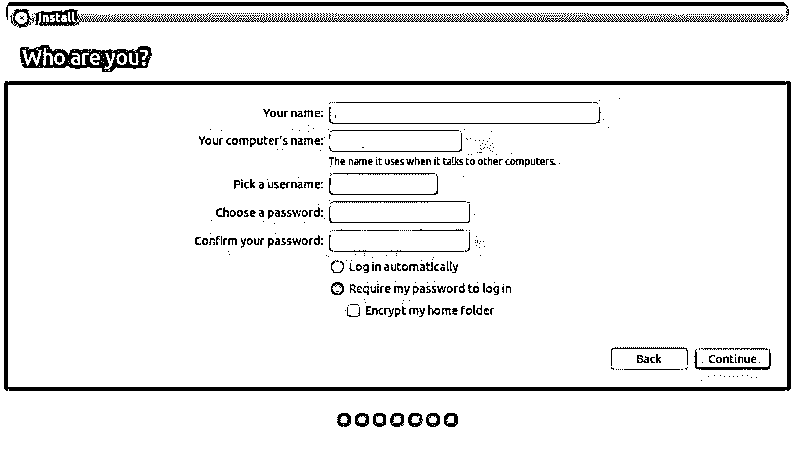 Install
Who are you?
Your name:
Your computer's name:
The name it uses when it talks to other computers.
Pick a username:
Choose a password:
Confirm your password:
Log in automatically
Require my password to log in
Encrypt my home folder
Back Continue